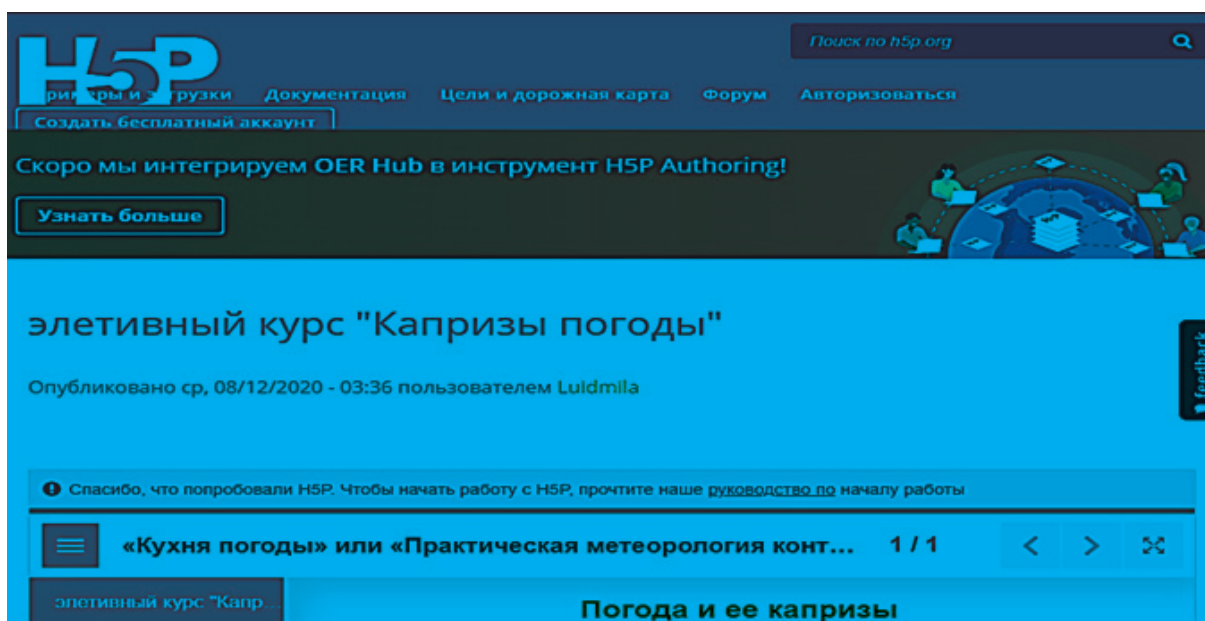 H5P
Поиск по h5p.org
Документация Цели и дорожная карта Форум Авторизоваться
Создать бесплатный аккаунт
Скоро мы интегрируем OER Hub в инструмент H5P Authoring!
Узнать больше
элетивный курс "Капризы погоды"
Опубликовано ср, 08/12/2020 - 03:36 пользователем Luidmila
feedback
Спасибо, что попробовали H5P. Чтобы начать работу с H5P, прочтите наше руководство по началу работы
«Кухня погоды» или «Практическая метеорология конт... 1 / 1
элетивный курс "Капр...
Погода и ее капризы